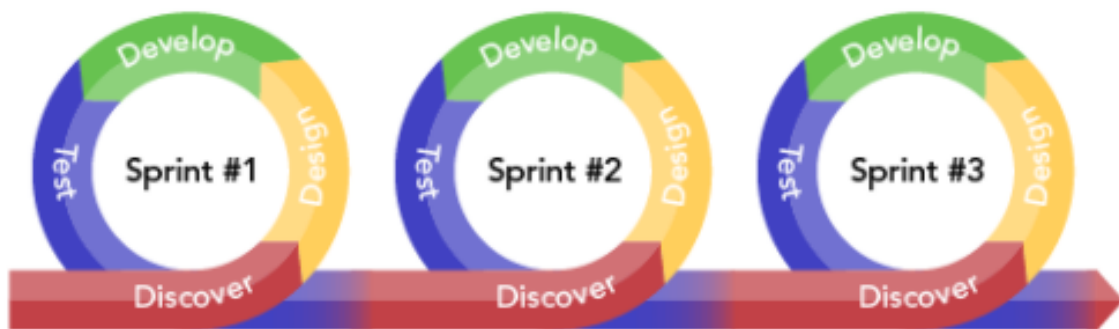 Develop
Design
Test
Sprint #1
Discover
Develop
Design
Test
Sprint #2
Discover
Develop
Design
Test
Sprint #3
Discover